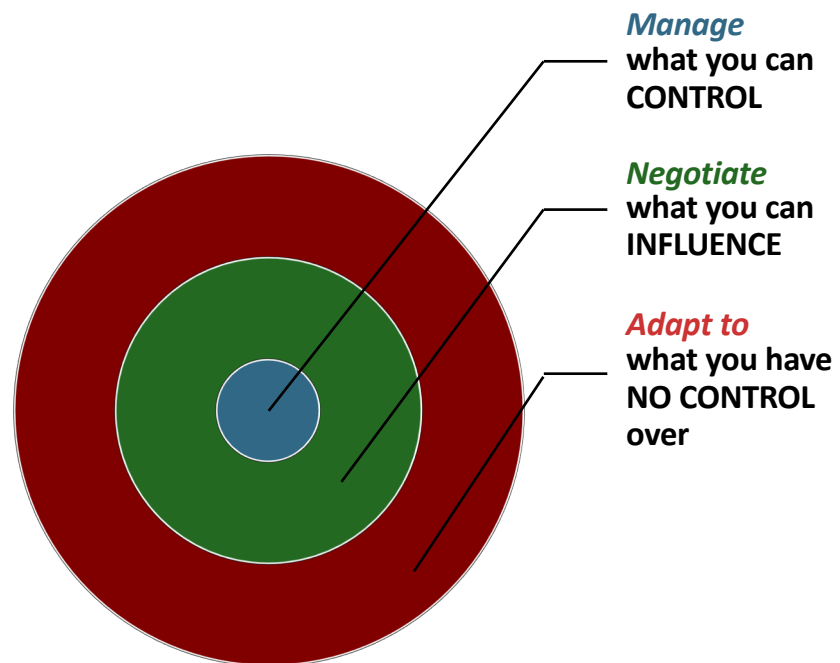 Manage
what you can
CONTROL
Negotiate
what you can
INFLUENCE
Adapt to
what you have
NO CONTROL
over